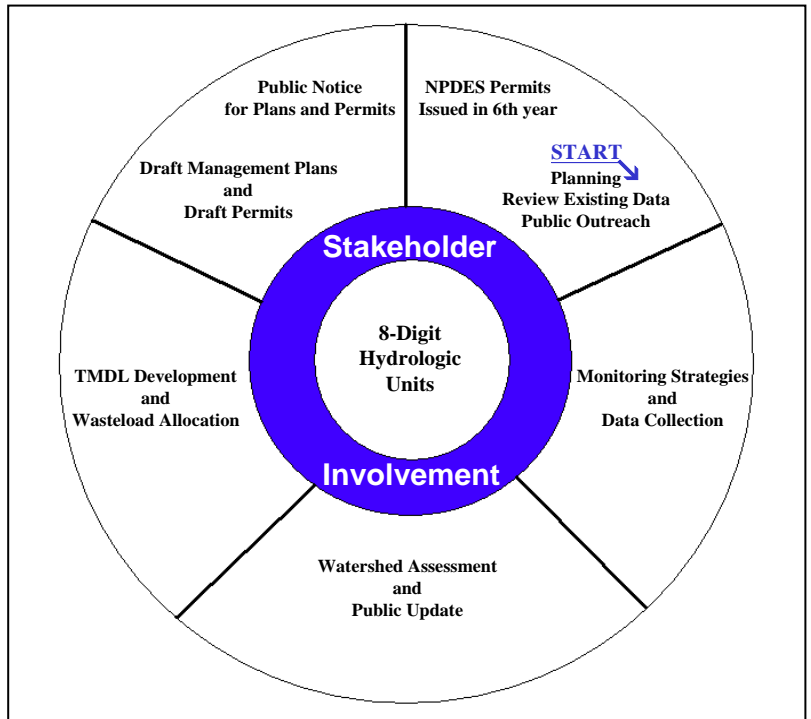 Public Notice
for Plans and Permits
Draft Management Plans
and
Draft Permits
NPDES Permits
Issued in 6th year
START
Planning
Review Existing Data
Public Outreach
Stakeholder
8-Digit
Hydrologic
Units
Involvement
TMDL Development
and
Wasteload Allocation
Monitoring Strategies
and
Data Collection
Watershed Assessment
and
Public Update